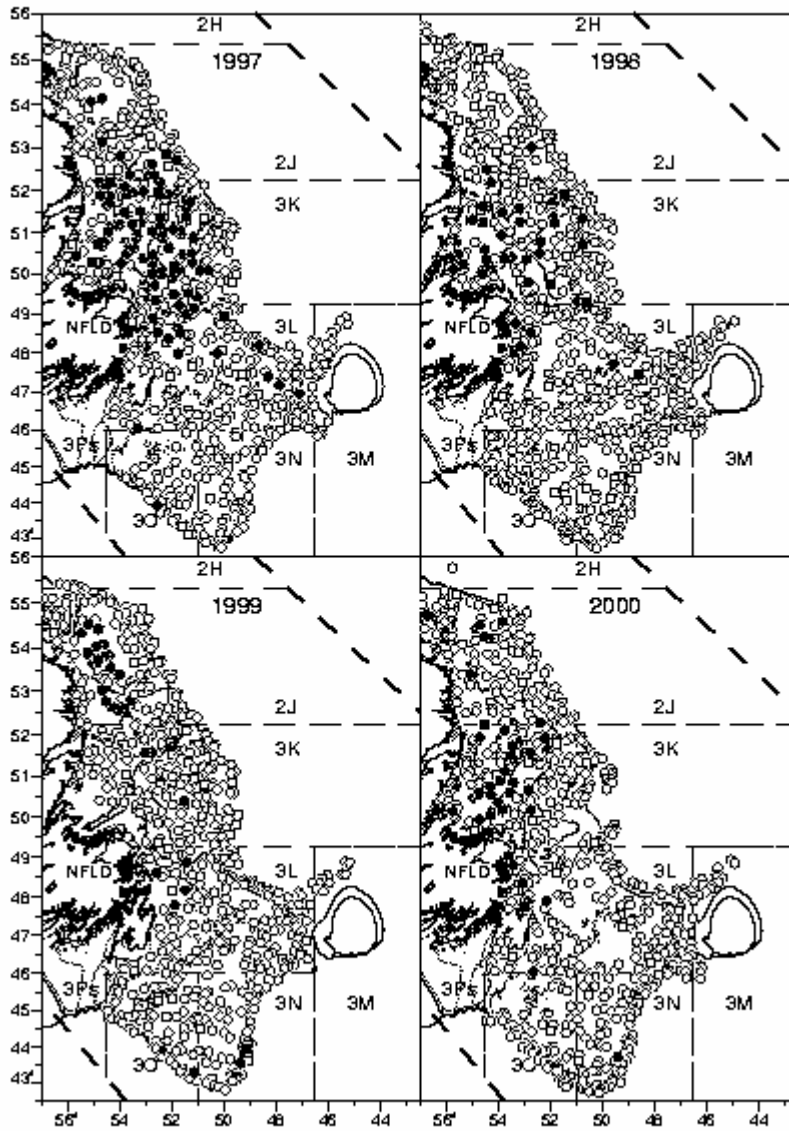 56
55
54
53
52
51
50
49
48
47
46
45
44
43°
2H
1997
2J
3K
NFLD
3L
3Ps
3O
3N
3M
2H
1998
2J
3K
NFLD
3L
3Ps
3O
3N
3M
56
55
54
53
52
51
50
49
48
47
46
45
44
43°
2H
1999
2J
3K
NFLD
3L
3Ps
3O
3N
3M
2H
2000
2J
3K
NFLD
3L
3Ps
3O
3N
3M
56° 54 52 50 48 46 44 56° 54 52 50 48 46 44